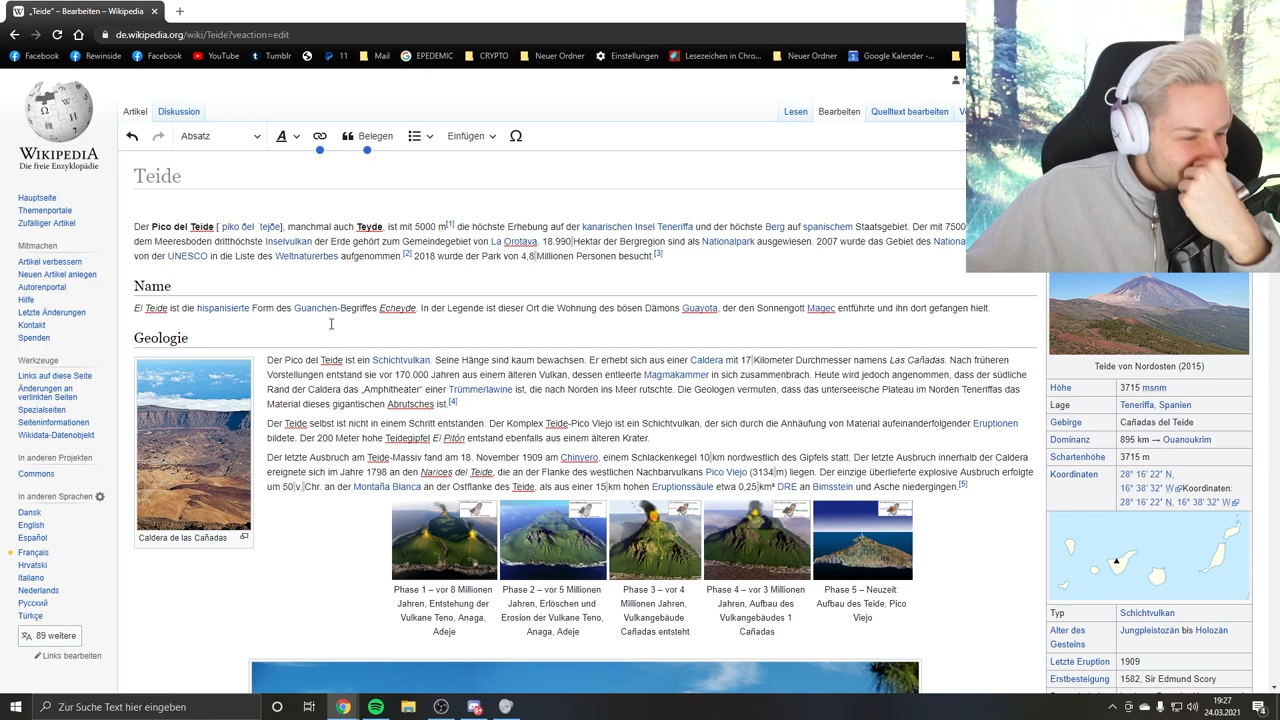 Teide – Wikipedia
de.wikipedia.org/wiki/Teide?veaction=edit
Facebook
Rewinside
Facebook
YouTube
Tumblr
11
Mail
EPEDEMIC
CRYPTO
Neuer Ordner
Einstellungen
Lesezeichen in Chro...
Neuer Ordner
Google Kalender -...
WIKIPEDIA
Die freie Enzyklopädie
Hauptseite
Themenportale
Zufälliger Artikel
Mitmachen
Artikel verbessern
Neuen Artikel anlegen
Autorenportal
Hilfe
Letzte Änderungen
Kontakt
Spenden
Werkzeuge
Links auf diese Seite
Änderungen an
verlinkten Seiten
Spezialseiten
Seiteninformationen
Wikidata-Datenobjekt
In anderen Projekten
Commons
In anderen Sprachen
Dansk
English
Español
Français
Hrvatski
Italiano
Nederlands
Русский
Türkçe
89 weitere
Links bearbeiten
Artikel
Diskussion
Lesen
Bearbeiten
Quelltext bearbeiten
Absatz
A
Belegen
Einfügen
Ω
Teide
Der Pico del Teide [ˈpiko ðel ˈtejðe], manchmal auch Teyde, ist mit 5000 m[1] die höchste Erhebung auf der kanarischen Insel Teneriffa und der höchste Berg auf spanischem Staatsgebiet. Der mit 7500
dem Meeresboden dritthöchste Inselvulkan der Erde gehört zum Gemeindegebiet von La Orotava. 18.990 Hektar der Bergregion sind als Nationalpark ausgewiesen. 2007 wurde das Gebiet des Nationa
von der UNESCO in die Liste des Weltnaturerbes aufgenommen.[2] 2018 wurde der Park von 4,8 Millionen Personen besucht.[3]
Name
El Teide ist die hispanisierte Form des Guanchen-Begriffes Echeyde. In der Legende ist dieser Ort die Wohnung des bösen Dämons Guayota, der den Sonnengott Magec entführte und ihn dort gefangen hielt.
Geologie
Der Pico del Teide ist ein Schichtvulkan. Seine Hänge sind kaum bewachsen. Er erhebt sich aus einer Caldera mit 17 Kilometer Durchmesser namens Las Cañadas. Nach früheren
Vorstellungen entstand sie vor 170.000 Jahren aus einem älteren Vulkan, dessen entleerte Magmakammer in sich zusammenbrach. Heute wird jedoch angenommen, dass der südliche
Rand der Caldera das „Amphitheater“ einer Trümmerlawine ist, die nach Norden ins Meer rutschte. Die Geologen vermuten, dass das unterseeische Plateau im Norden Teneriffas das
Material dieses gigantischen Abrutsches ist.[4]
Der Teide selbst ist nicht in einem Schritt entstanden. Der Komplex Teide-Pico Viejo ist ein Schichtvulkan, der sich durch die Anhäufung von Material aufeinanderfolgender Eruptionen
bildete. Der 200 Meter hohe Teidegipfel El Pitón entstand ebenfalls aus einem älteren Krater.
Der letzte Ausbruch am Teide-Massiv fand am 18. November 1909 am Chinyero, einem Schlackenkegel 10 km nordwestlich des Gipfels statt. Der letzte Ausbruch innerhalb der Caldera
ereignete sich im Jahre 1798 an den Narices del Teide, die an der Flanke des westlichen Nachbarvulkans Pico Viejo (3134 m) liegen. Der einzige überlieferte explosive Ausbruch erfolgte
um 50 v. Chr. an der Montaña Blanca an der Ostflanke des Teide, als aus einer 15 km hohen Eruptionssäule etwa 0,25 km³ DRE an Bimsstein und Asche niedergingen.[5]
Caldera de las Cañadas
Phase 1 – vor 8 Millionen
Jahren, Entstehung der
Vulkane Teno, Anaga,
Adeje
Phase 2 – vor 5 Millionen
Jahren, Erlöschen und
Erosion der Vulkane Teno,
Anaga, Adeje
Phase 3 – vor 4
Millionen Jahren,
Vulkangebäude
Cañadas entsteht
Phase 4 – vor 3 Millionen
Jahren, Aufbau des
Vulkangebäudes 1
Cañadas
Phase 5 – Neuzeit:
Aufbau des Teide, Pico
Viejo
Teide von Nordosten (2015)
Höhe 3715 msnm
Lage Teneriffa, Spanien
Gebirge Cañadas del Teide
Dominanz 895 km → Ouanoukrim
Schartenhöhe 3715 m
Koordinaten 28° 16′ 22″ N,
16° 38′ 32″ W Koordinaten:
28° 16′ 22″ N, 16° 38′ 32″ W
Typ Schichtvulkan
Alter des
Gesteins Jungpleistozän bis Holozän
Letzte Eruption 1909
Erstbesteigung 1582, Sir Edmund Scory
Zur Suche Text hier eingeben
19:27
24.03.2021
4